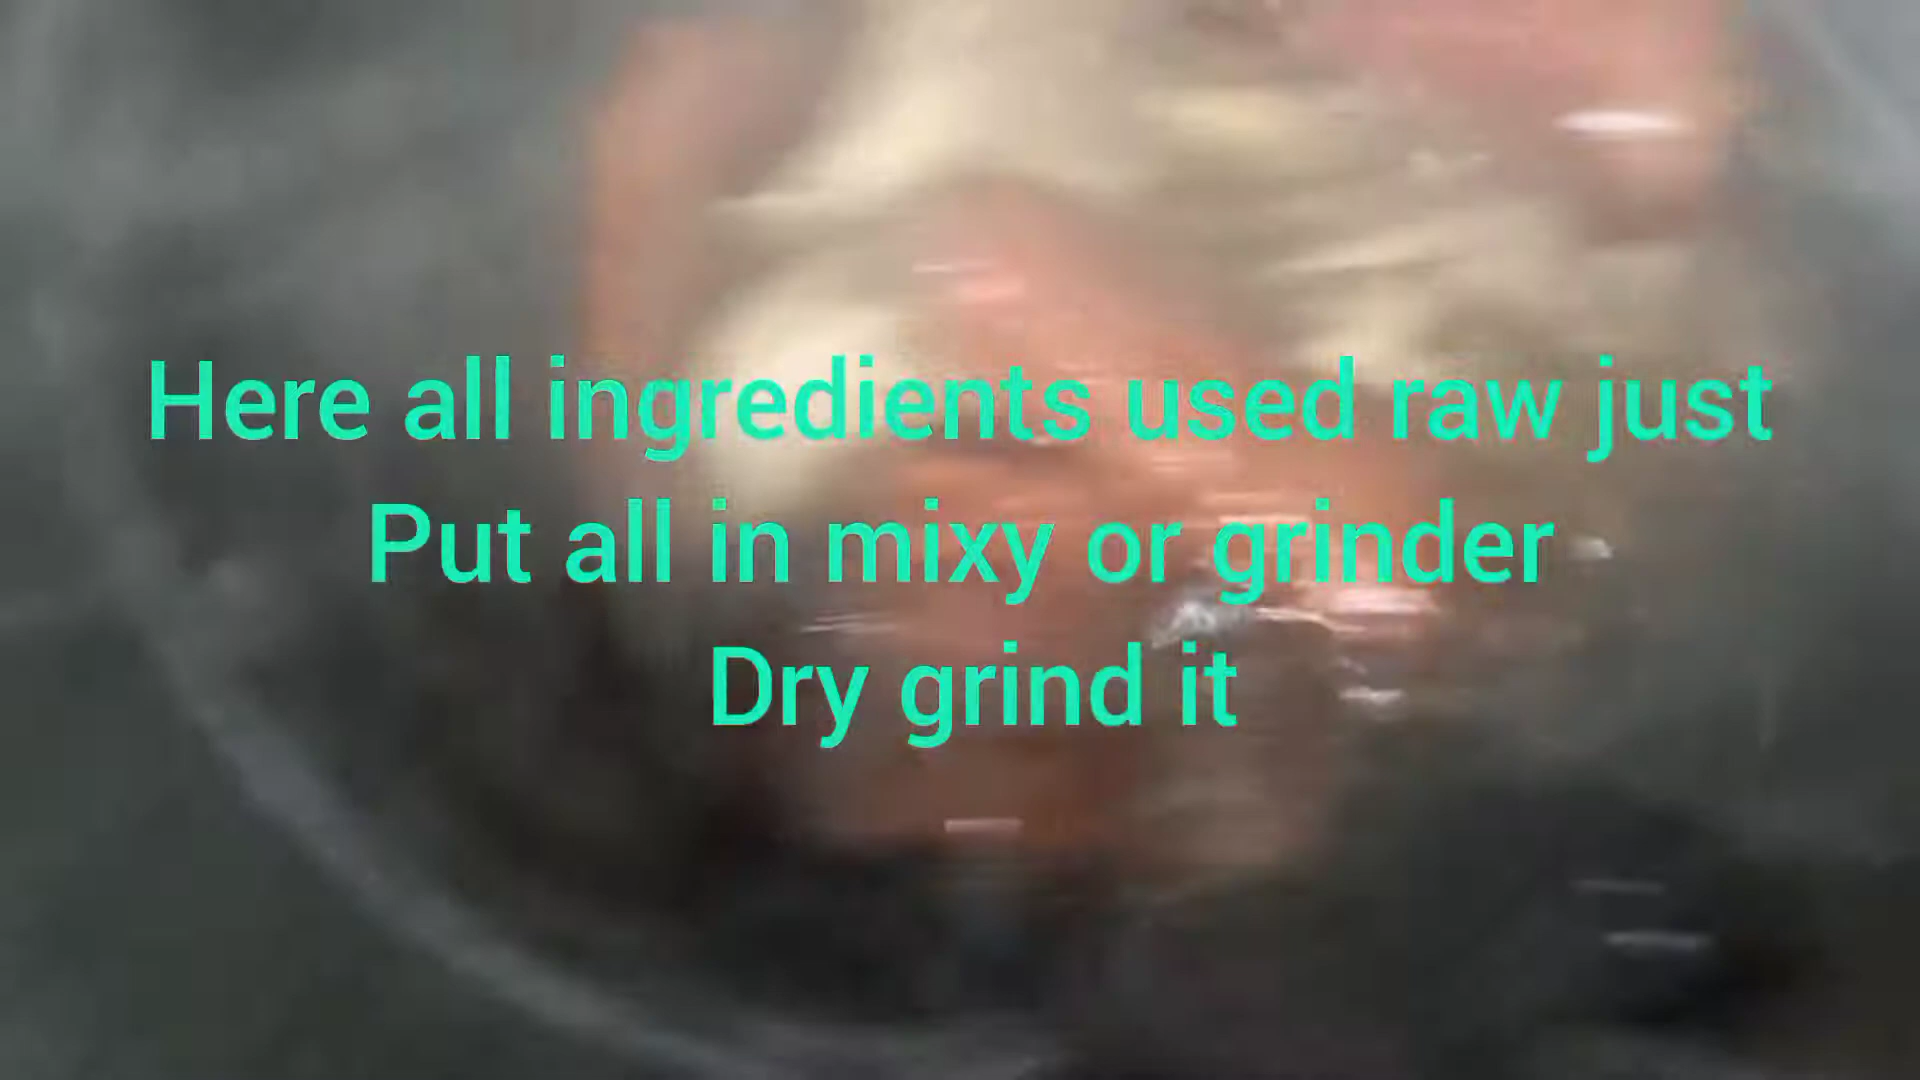 Here all ingredients used raw just
Put all in mixy or grinder
Dry grind it